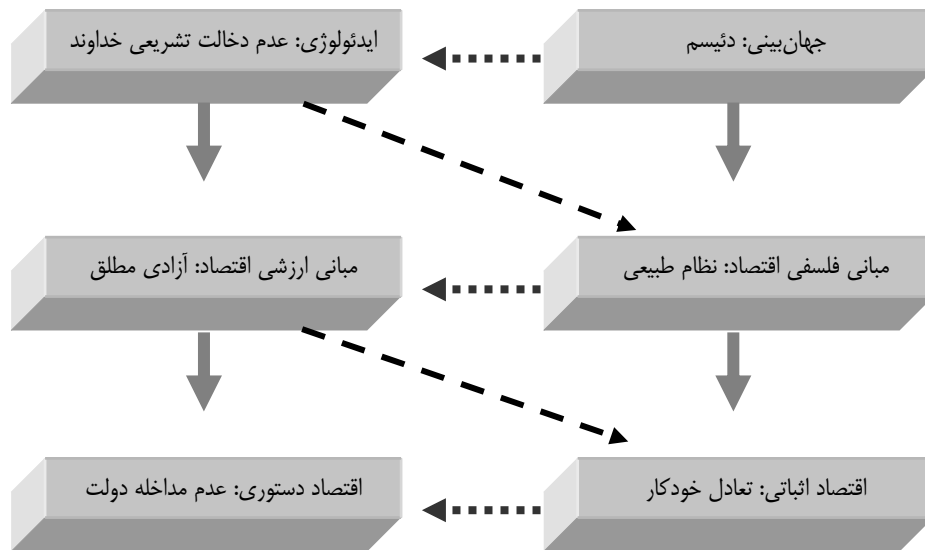 جهان‌بینی: دئیسم
ایدئولوژی: عدم دخالت تشریعی خداوند
مبانی فلسفی اقتصاد: نظام طبیعی
مبانی ارزشی اقتصاد: آزادی مطلق
اقتصاد اثباتی: تعادل خودکار
اقتصاد دستوری: عدم مداخله دولت